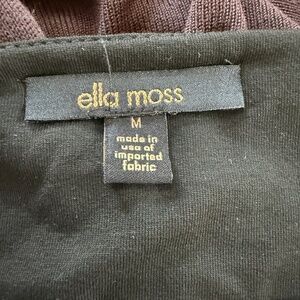 ella moss
M
made in
usa of
imported
fabric